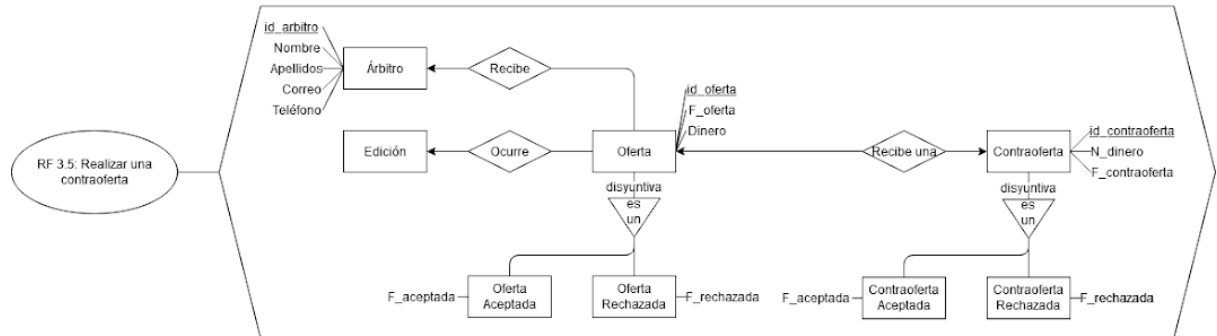 RF 3.5: Realizar una
contraoferta
id_arbitro
Nombre
Apellidos
Correo
Teléfono
Árbitro
Recibe
Edición
Ocurre
Oferta
id_oferta
F_oferta
Dinero
Recibe una
Contraoferta
id_contraoferta
N_dinero
F_contraoferta
disyuntiva
es
un
F_aceptada
Oferta
Aceptada
Oferta
Rechazada
F_rechazada
disyuntiva
es
un
F_aceptada
Contraoferta
Aceptada
Contraoferta
Rechazada
F_rechazada